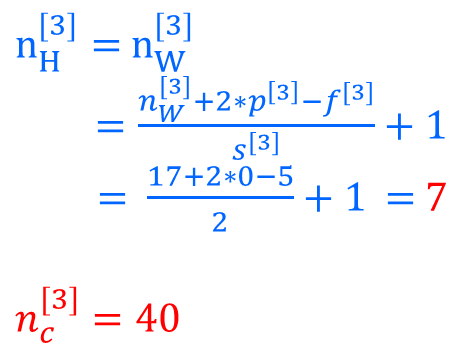 n_H^[3] = n_W^[3]
= (n_W^[3]+2*p^[3]−f^[3])/s^[3] + 1
= (17+2*0−5)/2 + 1 = 7
n_c^[3] = 40